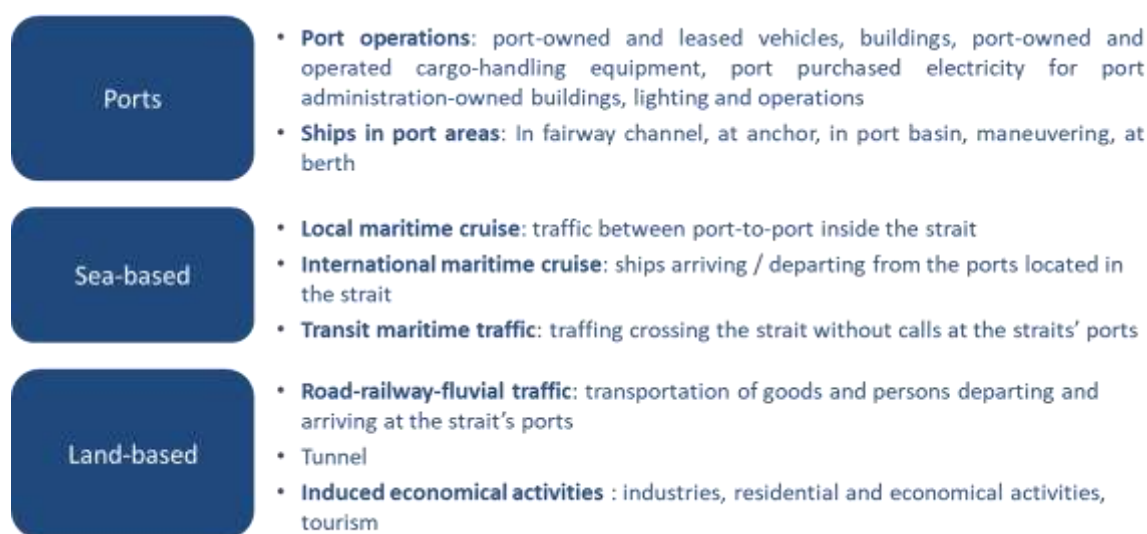 Ports
• Port operations: port-owned and leased vehicles, buildings, port-owned and
operated cargo-handling equipment, port purchased electricity for port
administration-owned buildings, lighting and operations
• Ships in port areas: In fairway channel, at anchor, in port basin, maneuvering, at
berth
Sea-based
• Local maritime cruise: traffic between port-to-port inside the strait
• International maritime cruise: ships arriving / departing from the ports located in
the strait
• Transit maritime traffic: traffing crossing the strait without calls at the straits’ ports
Land-based
• Road-railway-fluvial traffic: transportation of goods and persons departing and
arriving at the strait’s ports
• Tunnel
• Induced economical activities : industries, residential and economical activities,
tourism